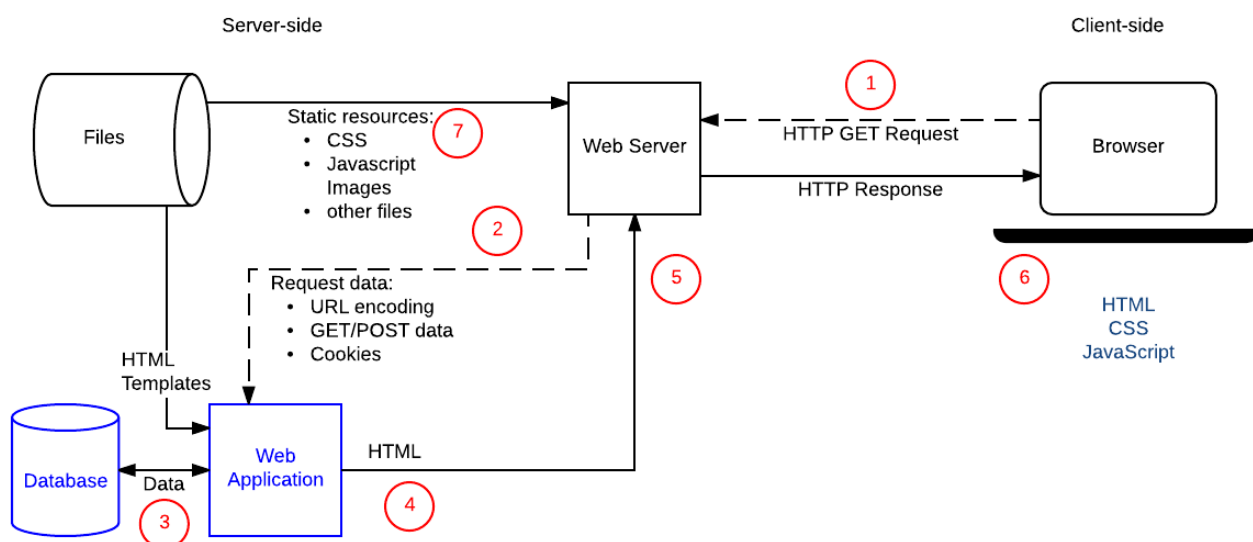 Server-side
Client-side
1
Files
Static resources:
• CSS
• Javascript
Images
• other files
7
Web Server
HTTP GET Request
HTTP Response
Browser
2
5
6
Request data:
• URL encoding
• GET/POST data
• Cookies
HTML
CSS
JavaScript
HTML
Templates
Database
Data
3
Web
Application
HTML
4